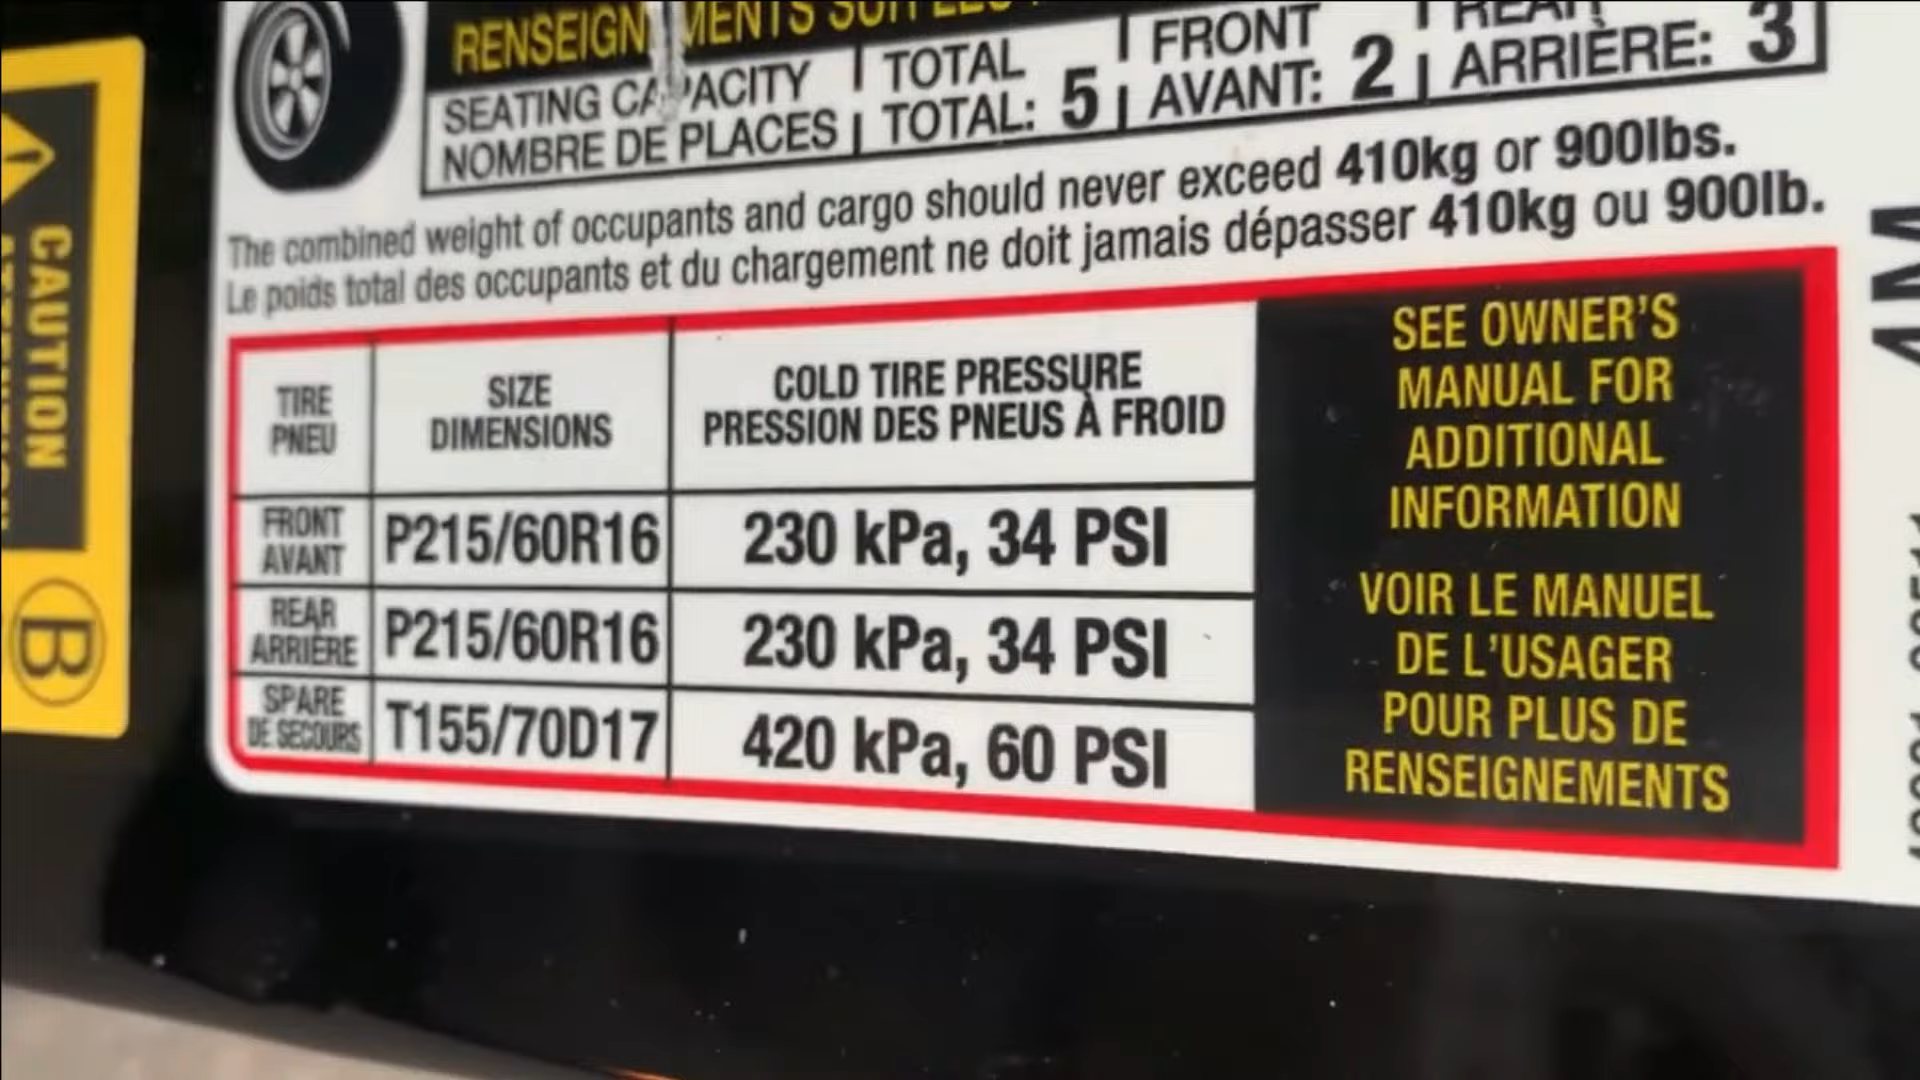 RENSEIGNEMENTS SUR LES
SEATING CAPACITY
NOMBRE DE PLACES
TOTAL
TOTAL: 5
FRONT
AVANT: 2
REAR
ARRIÈRE: 3
The combined weight of occupants and cargo should never exceed 410kg or 900lbs.
Le poids total des occupants et du chargement ne doit jamais dépasser 410kg ou 900lb.
TIRE
PNEU
SIZE
DIMENSIONS
COLD TIRE PRESSURE
PRESSION DES PNEUS À FROID
FRONT
AVANT
P215/60R16
230 kPa, 34 PSI
REAR
ARRIÈRE
P215/60R16
230 kPa, 34 PSI
SPARE
DE SECOURS
T155/70D17
420 kPa, 60 PSI
SEE OWNER'S
MANUAL FOR
ADDITIONAL
INFORMATION
VOIR LE MANUEL
DE L'USAGER
POUR PLUS DE
RENSEIGNEMENTS
CAUTION
B